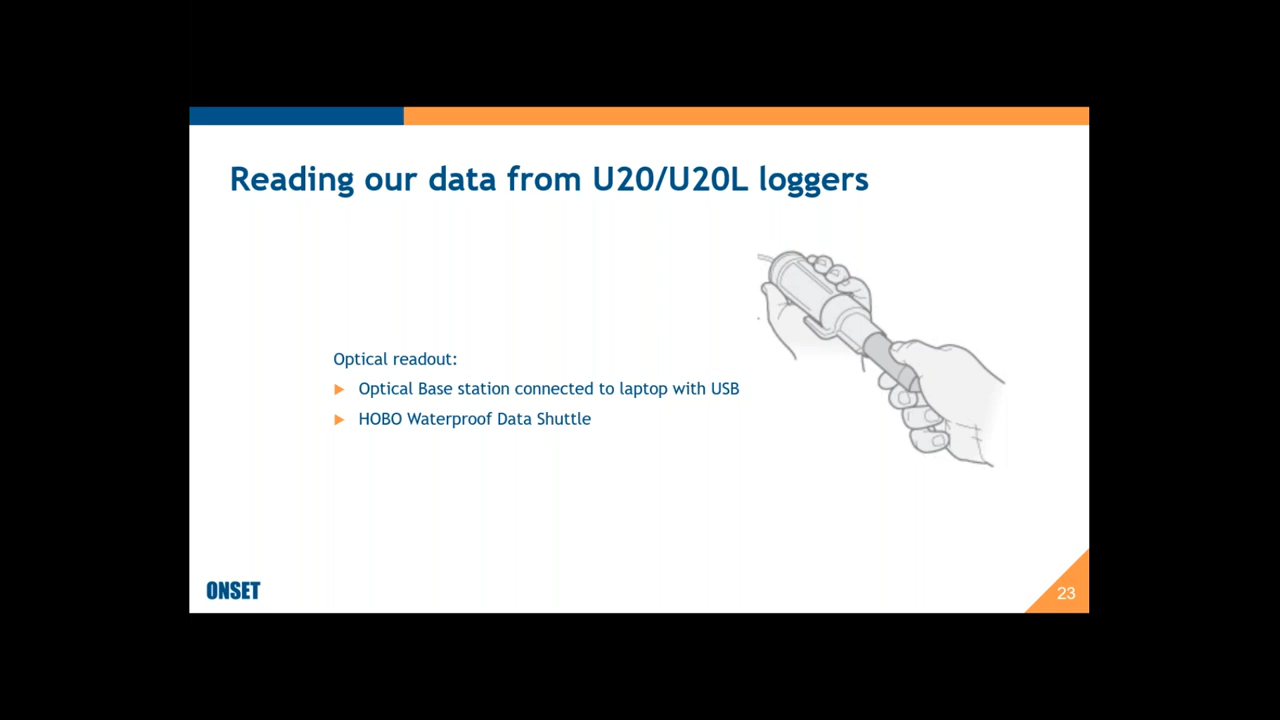 Reading our data from U20/U20L loggers
Optical readout:
Optical Base station connected to laptop with USB
HOBO Waterproof Data Shuttle
ONSET
23